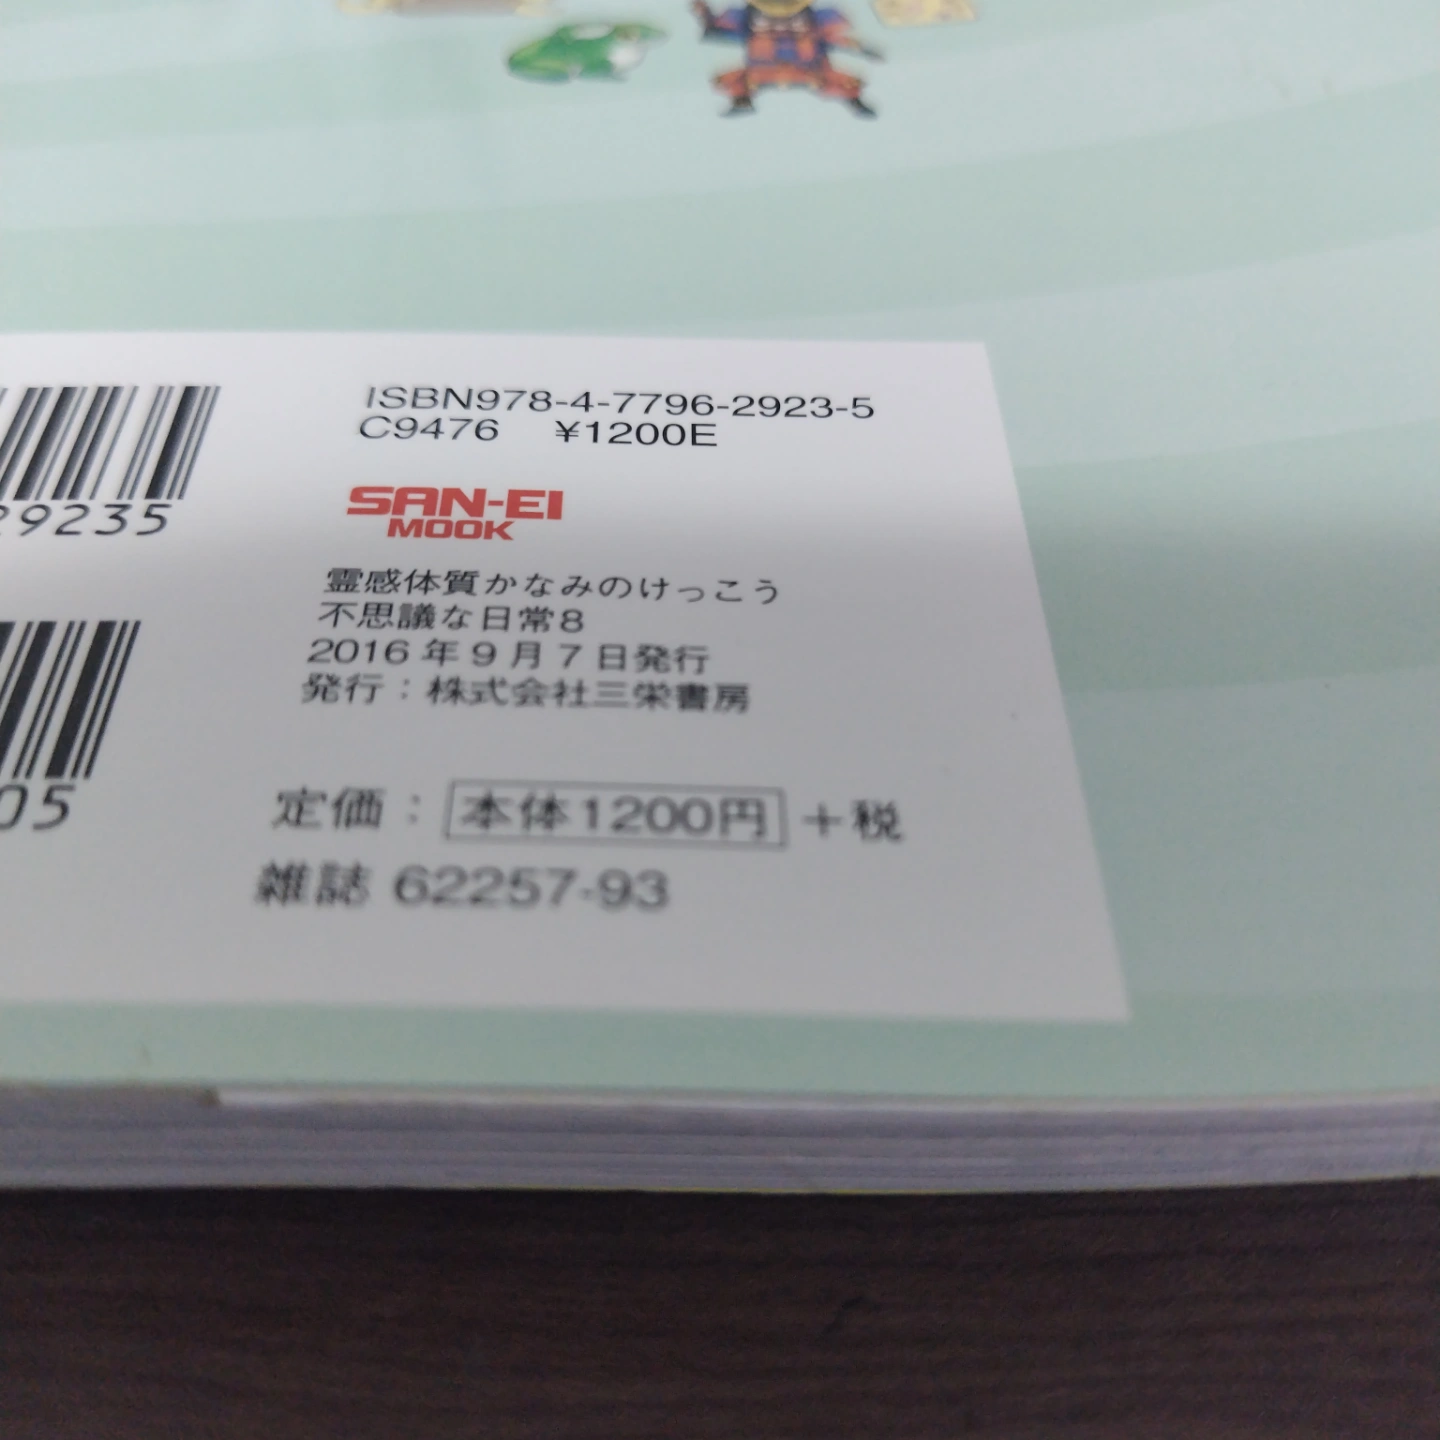 ISBN978-4-7796-2923-5
C9476 ¥1200E
SAN-EI
MOOK
29235
霊感体質かなみのけっこう
不思議な日常8
2016年9月7日発行
発行：株式会社三栄書房
05
定価：本体1200円+税
雑誌 62257-93